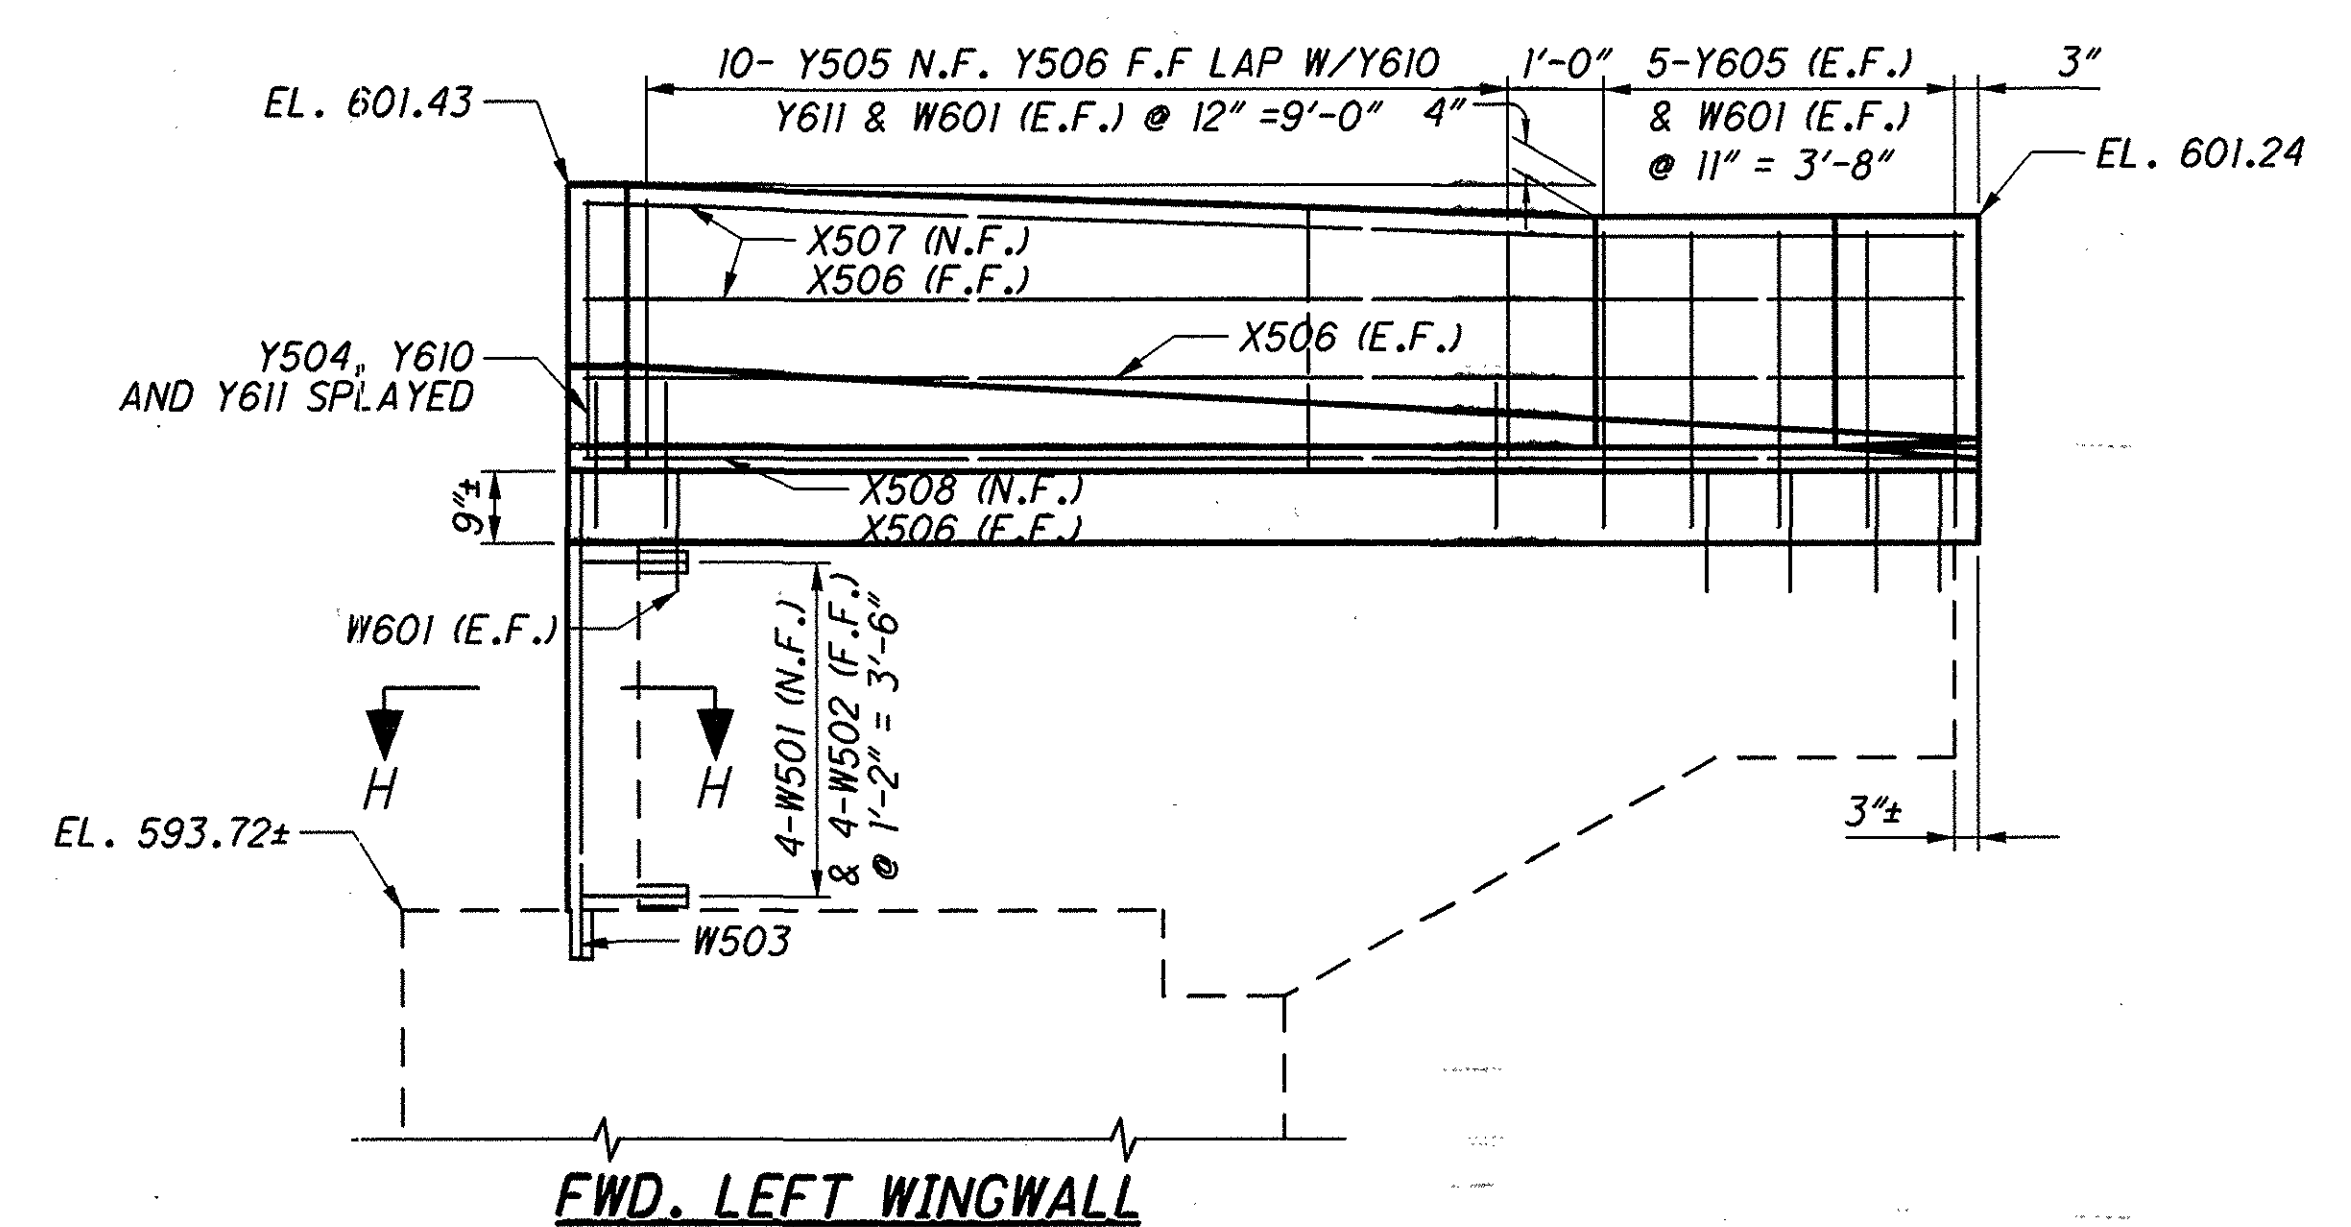 10- Y505 N.F. Y506 F.F LAP W/Y610
Y611 & W601 (E.F.) @ 12" =9'-0"
4"
1'-0"
5-Y605 (E.F.)
& W601 (E.F.)
@ 11" = 3'-8"
3"
EL. 601.43
EL. 601.24
X507 (N.F.)
X506 (F.F.)
X506 (E.F.)
Y504, Y610
AND Y611 SPLAYED
9"±
X508 (N.F.)
X506 (F.F.)
W601 (E.F.)
4-W501 (N.F.)
& 4-W502 (F.F.)
@ 1'-2" = 3'-6"
H
H
EL. 593.72±
3"±
W503
FWD. LEFT WINGWALL